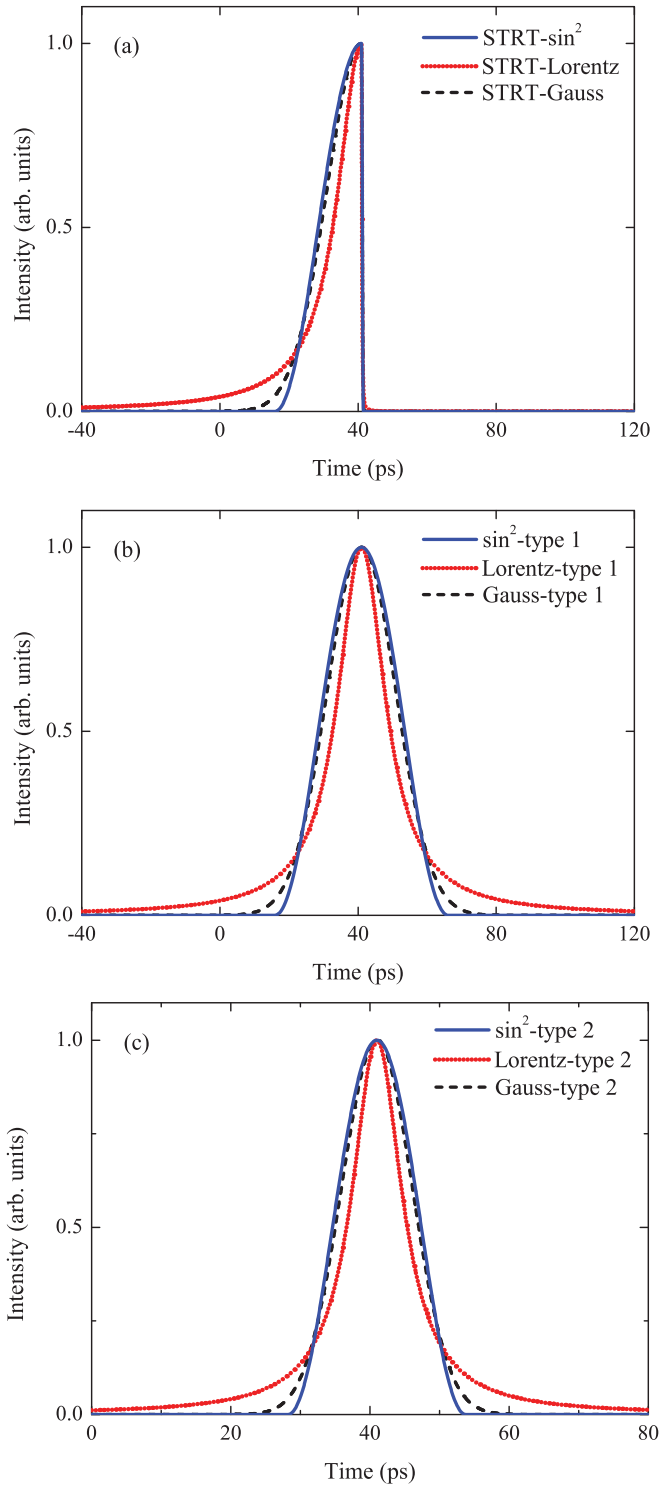 (a)
STRT-sin²
STRT-Lorentz
STRT-Gauss
1.0
0.5
0.0
Intensity (arb. units)
-40 0 40 80 120
Time (ps)
(b)
sin²-type 1
Lorentz-type 1
Gauss-type 1
1.0
0.5
0.0
Intensity (arb. units)
-40 0 40 80 120
Time (ps)
(c)
sin²-type 2
Lorentz-type 2
Gauss-type 2
1.0
0.5
0.0
Intensity (arb. units)
0 20 40 60 80
Time (ps)